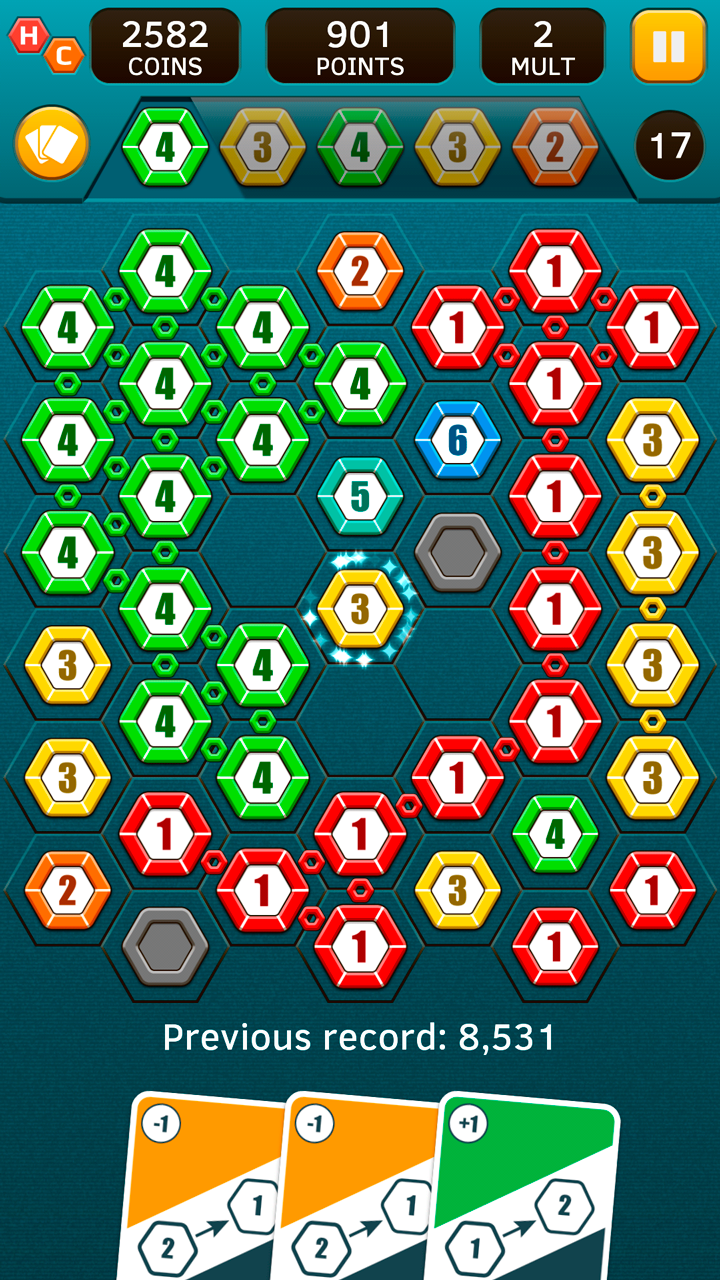 H
C
2582
COINS
901
POINTS
2
MULT
4 3 4 3 2
17
4 2 1
4 4 1 1
4 4 1
4 4 6 3
4 5 1
4 3
4 3 1
3 4 3
4 1
3 4 1 3
1 1 4
2 1 3 1
1 1
Previous record: 8,531
-1 -1 +1
1 1 2
2 2 1